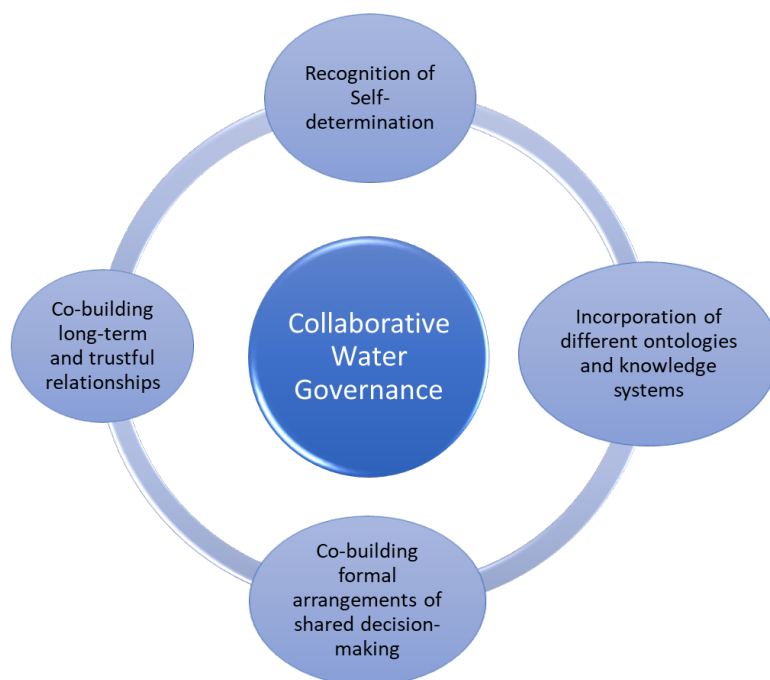 Recognition of
Self-
determination
Incorporation of
different ontologies
and knowledge
systems
Co-building
formal
arrangements of
shared decision-
making
Co-building
long-term
and trustful
relationships
Collaborative
Water
Governance